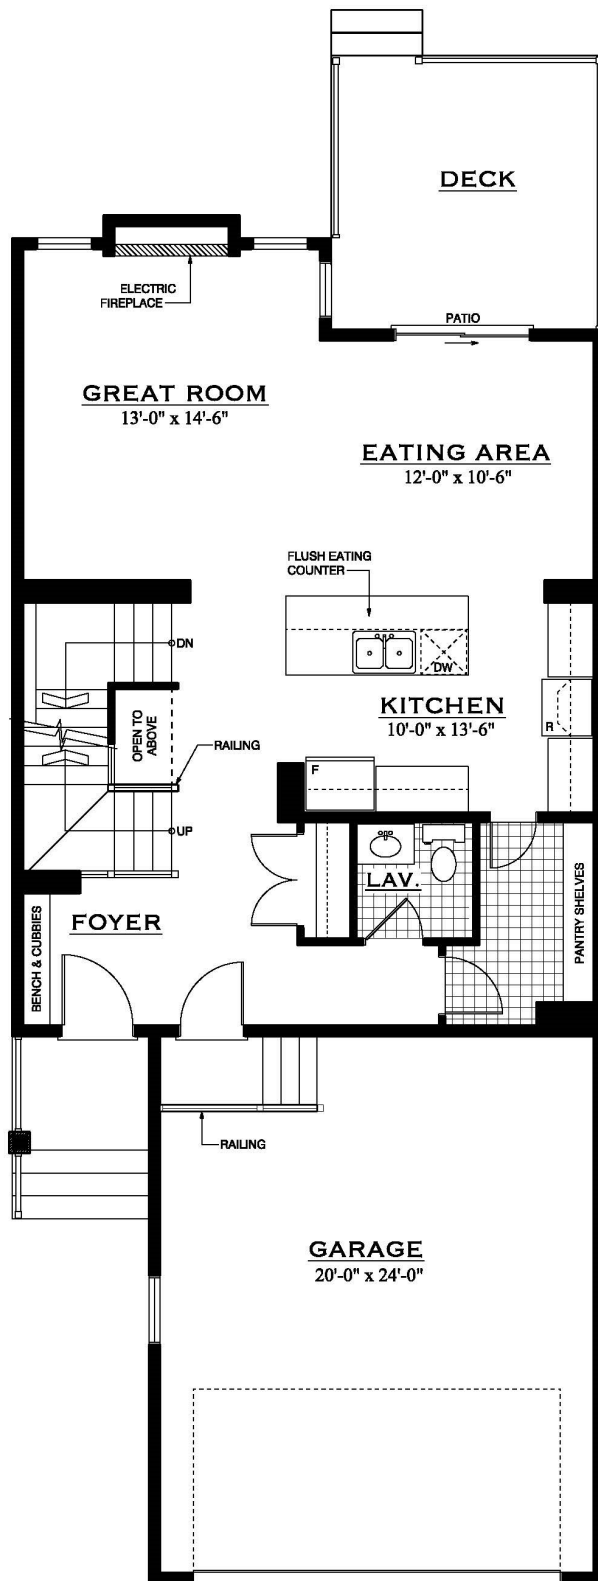 DECK
PATIO
ELECTRIC
FIREPLACE
GREAT ROOM
13'-0" x 14'-6"
EATING AREA
12'-0" x 10'-6"
FLUSH EATING
COUNTER
DN
DW
KITCHEN
10'-0" x 13'-6"
R
OPEN TO
ABOVE
RAILING
F
UP
LAV.
PANTRY SHELVES
BENCH & CUBBIES
FOYER
RAILING
GARAGE
20'-0" x 24'-0"